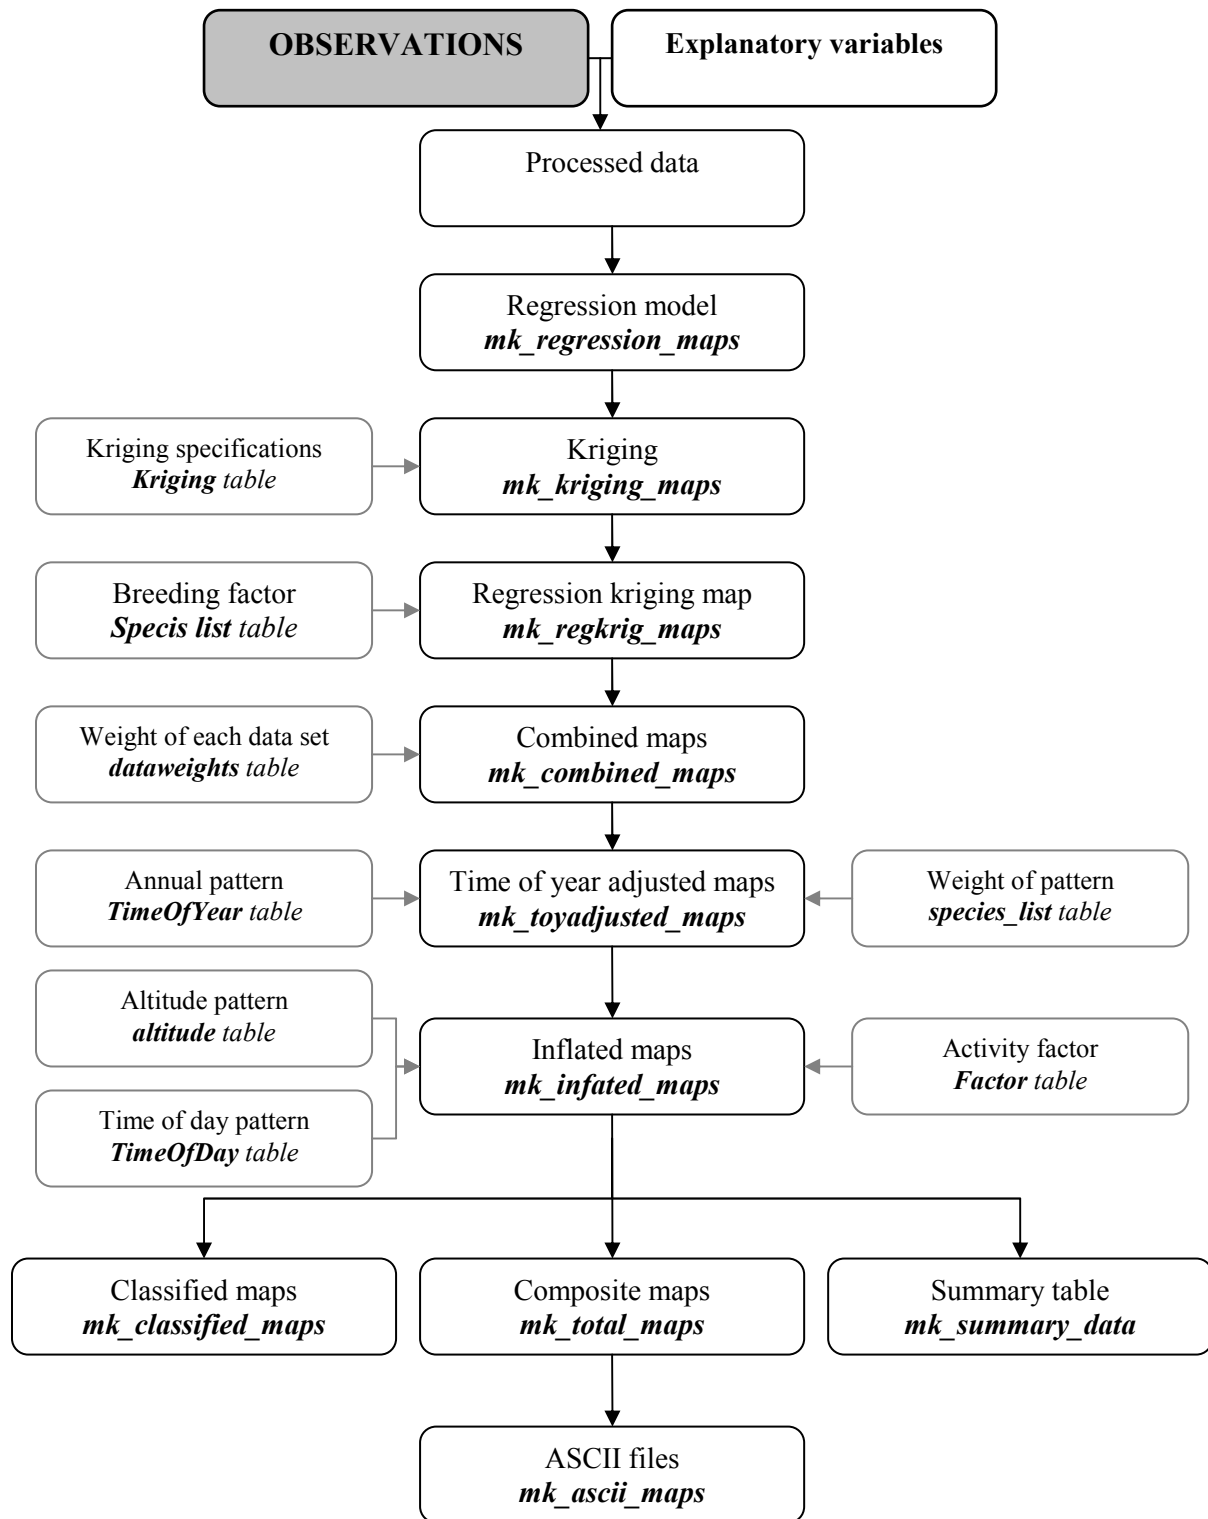 OBSERVATIONS
Explanatory variables
Processed data
Regression model
mk_regression_maps
Kriging specifications
Kriging table
Kriging
mk_kriging_maps
Breeding factor
Specis list table
Regression kriging map
mk_regkrig_maps
Weight of each data set
dataweights table
Combined maps
mk_combined_maps
Annual pattern
TimeOfYear table
Time of year adjusted maps
mk_toyadjusted_maps
Weight of pattern
species_list table
Altitude pattern
altitude table
Inflated maps
mk_infated_maps
Activity factor
Factor table
Time of day pattern
TimeOfDay table
Classified maps
mk_classified_maps
Composite maps
mk_total_maps
Summary table
mk_summary_data
ASCII files
mk_ascii_maps